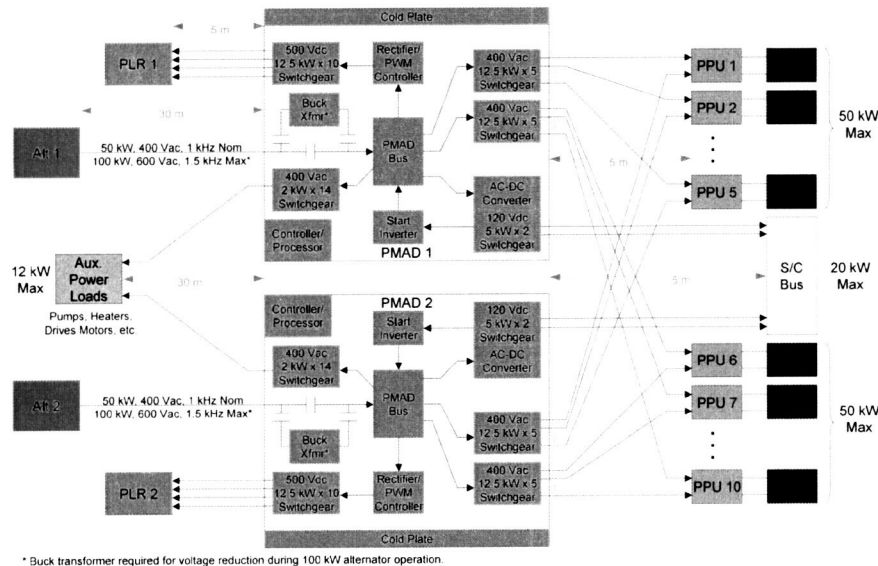 Cold Plate
5 m
PLR 1
500 Vdc
12.5 kW x 10
Switchgear
Rectifier/
PWM
Controller
400 Vac
12.5 kW x 5
Switchgear
PPU 1
30 m
Buck
Xfmr*
400 Vac
12.5 kW x 5
Switchgear
PPU 2
50 kW
Max
Alt 1
50 kW, 400 Vac, 1 kHz Nom
100 kW, 600 Vac, 1.5 kHz Max*
PMAD
Bus
5 m
400 Vac
2 kW x 14
Switchgear
AC-DC
Converter
PPU 5
Controller/
Processor
Start
Inverter
120 Vdc
5 kW x 2
Switchgear
PMAD 1
12 kW
Max
Aux.
Power
Loads
30 m
5 m
S/C
Bus
20 kW
Max
Pumps, Heaters,
Drives Motors, etc.
PMAD 2
Controller/
Processor
Start
Inverter
120 Vdc
5 kW x 2
Switchgear
400 Vac
2 kW x 14
Switchgear
AC-DC
Converter
PPU 6
Alt 2
50 kW, 400 Vac, 1 kHz Nom
100 kW, 600 Vac, 1.5 kHz Max*
PMAD
Bus
PPU 7
50 kW
Max
Buck
Xfmr*
400 Vac
12.5 kW x 5
Switchgear
PLR 2
500 Vdc
12.5 kW x 10
Switchgear
Rectifier/
PWM
Controller
400 Vac
12.5 kW x 5
Switchgear
PPU 10
Cold Plate
* Buck transformer required for voltage reduction during 100 kW alternator operation.